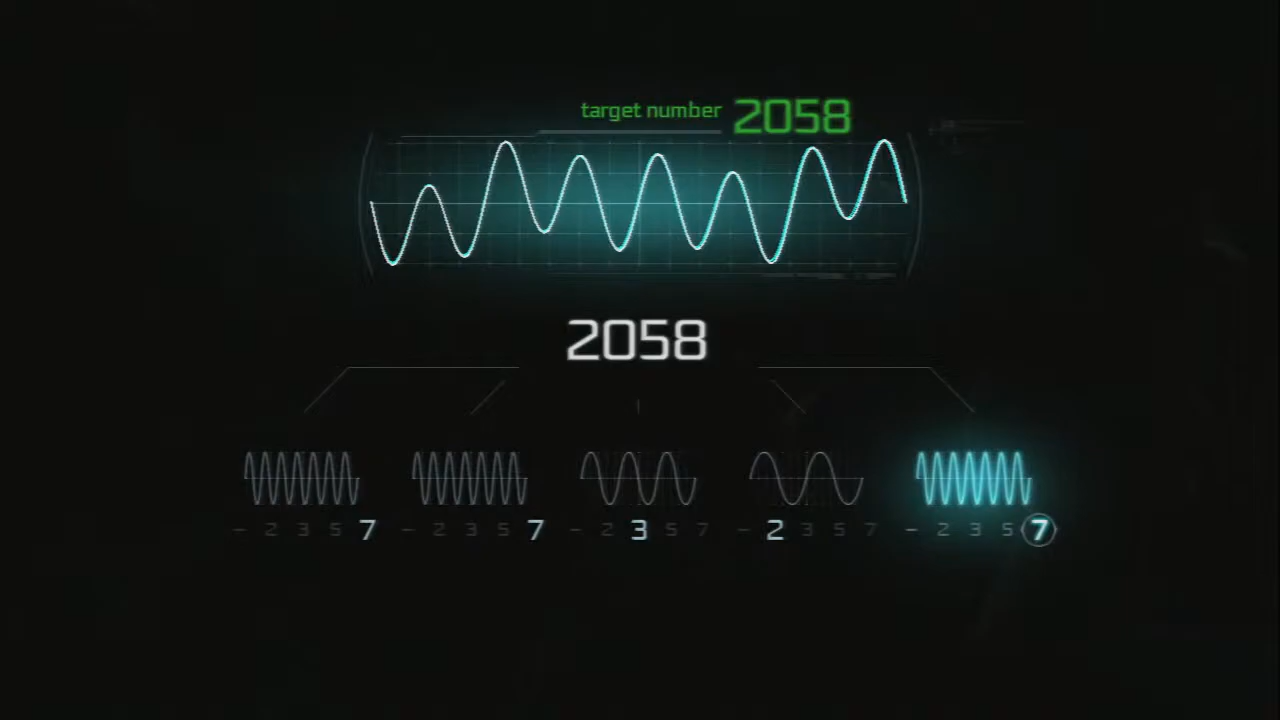 target number 2058
2058
– 2 3 5 7 – 2 3 5 7 – 2 3 5 7 – 2 3 5 7 – 2 3 5 7